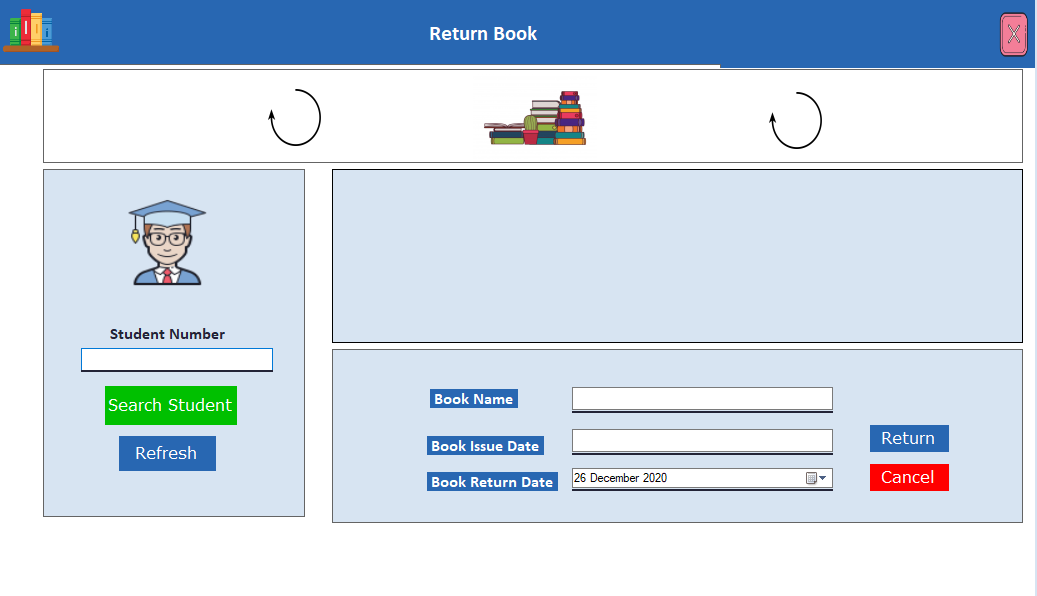 Return Book
X
Student Number
Search Student
Refresh
Book Name
Book Issue Date
Book Return Date
26 December 2020
Return
Cancel